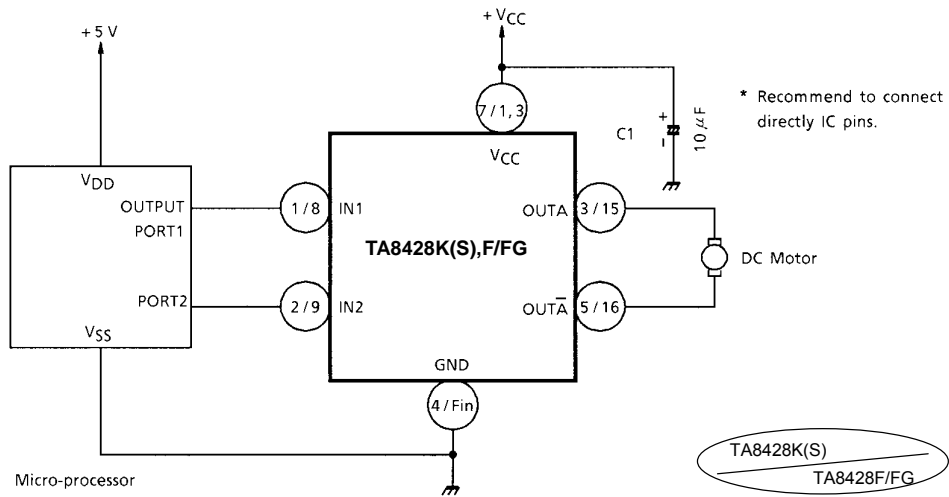 + VCC
+ 5 V
7 / 1, 3
* Recommend to connect
directly IC pins.
C1
+
-
10 μF
VCC
VDD
OUTPUT
PORT1
1 / 8
IN1
OUTA
3 / 15
TA8428K(S),F/FG
DC Motor
PORT2
2 / 9
IN2
OUTA̅
5 / 16
VSS
GND
4 / Fin
Micro-processor
TA8428K(S)
TA8428F/FG